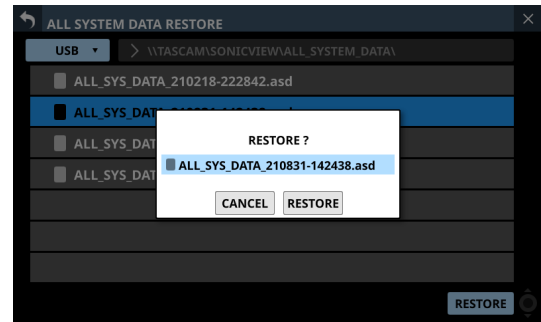 ALL SYSTEM DATA RESTORE
USB
\\TASCAM\SONICVIEW\ALL_SYSTEM_DATA\
ALL_SYS_DATA_210218-222842.asd
RESTORE ?
ALL_SYS_DATA_210831-142438.asd
CANCEL RESTORE
RESTORE